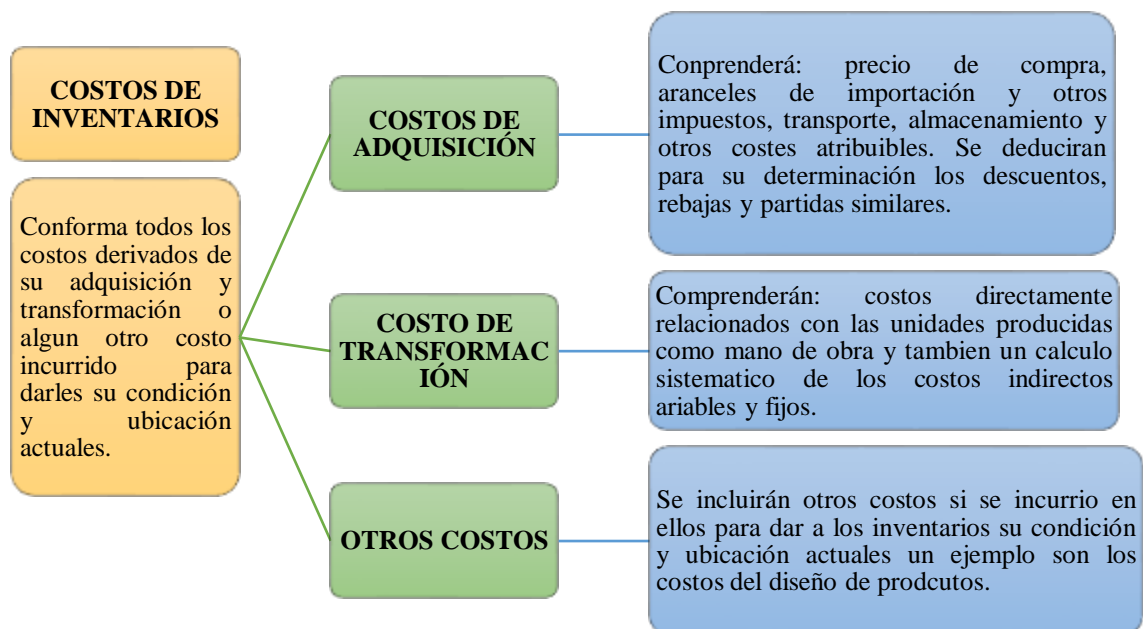 COSTOS DE
INVENTARIOS
Conforma todos los
costos derivados de
su adquisición y
transformación o
algun otro costo
incurrido para
darles su condición
y ubicación
actuales.
COSTOS DE
ADQUISICIÓN
Conprenderá: precio de compra,
aranceles de importación y otros
impuestos, transporte, almacenamiento y
otros costes atribuibles. Se deduciran
para su determinación los descuentos,
rebajas y partidas similares.
COSTO DE
TRANSFORMAC
IÓN
Comprenderán: costos directamente
relacionados con las unidades producidas
como mano de obra y tambien un calculo
sistematico de los costos indirectos
ariables y fijos.
OTROS COSTOS
Se incluirán otros costos si se incurrio en
ellos para dar a los inventarios su condición
y ubicación actuales un ejemplo son los
costos del diseño de prodcutos.